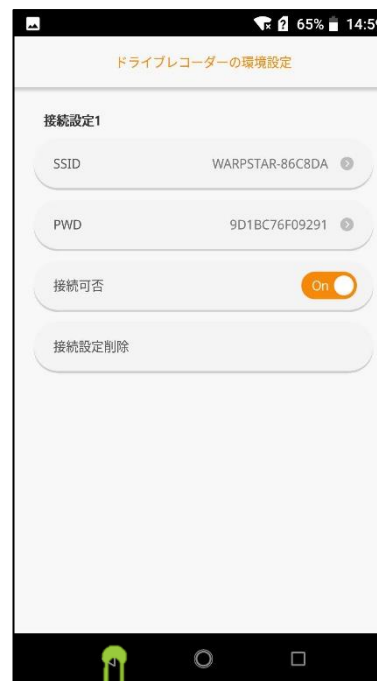 65% 14:59
ドライブレコーダーの環境設定
接続設定1
SSID WARPSTAR-86C8DA
PWD 9D1BC76F09291
接続可否 On
接続設定削除